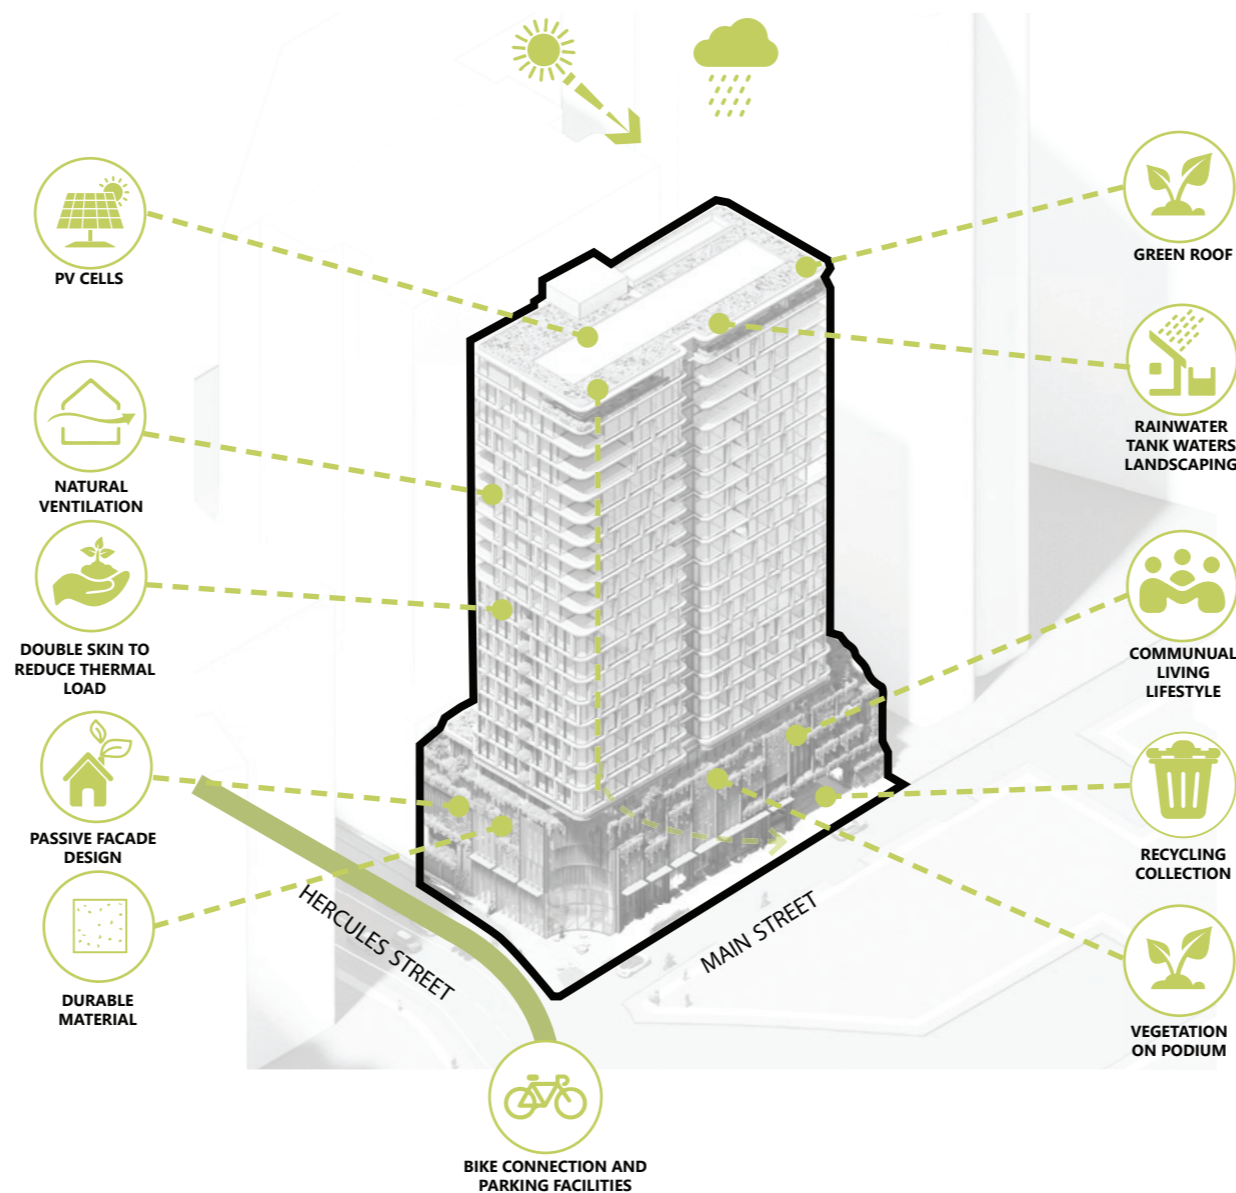 PV CELLS
NATURAL
VENTILATION
DOUBLE SKIN TO
REDUCE THERMAL
LOAD
PASSIVE FACADE
DESIGN
DURABLE
MATERIAL
HERCULES STREET
MAIN STREET
BIKE CONNECTION AND
PARKING FACILITIES
GREEN ROOF
RAINWATER
TANK WATERS
LANDSCAPING
COMMUNUAL
LIVING
LIFESTYLE
RECYCLING
COLLECTION
VEGETATION
ON PODIUM